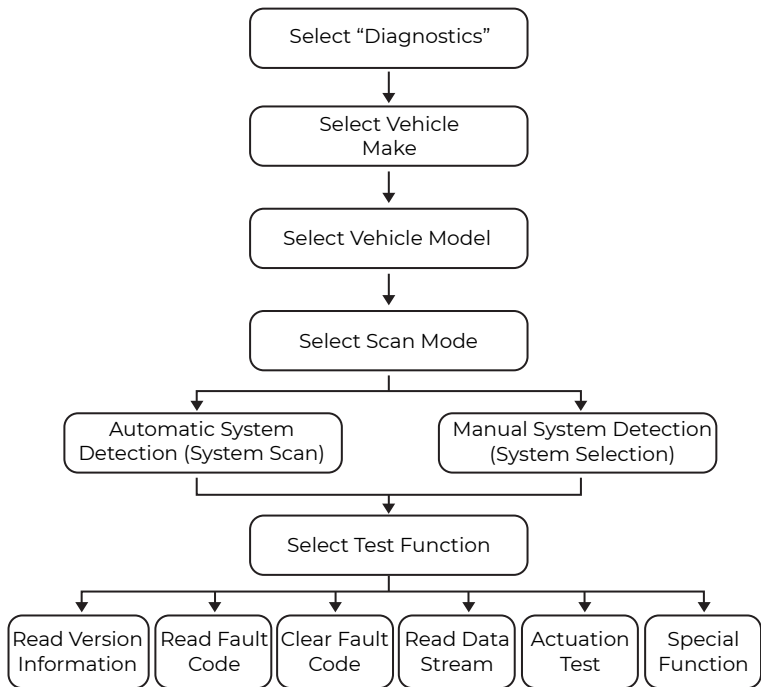 Select “Diagnostics”
Select Vehicle
Make
Select Vehicle Model
Select Scan Mode
Automatic System
Detection (System Scan)
Manual System Detection
(System Selection)
Select Test Function
Read Version
Information
Read Fault
Code
Clear Fault
Code
Read Data
Stream
Actuation
Test
Special
Function